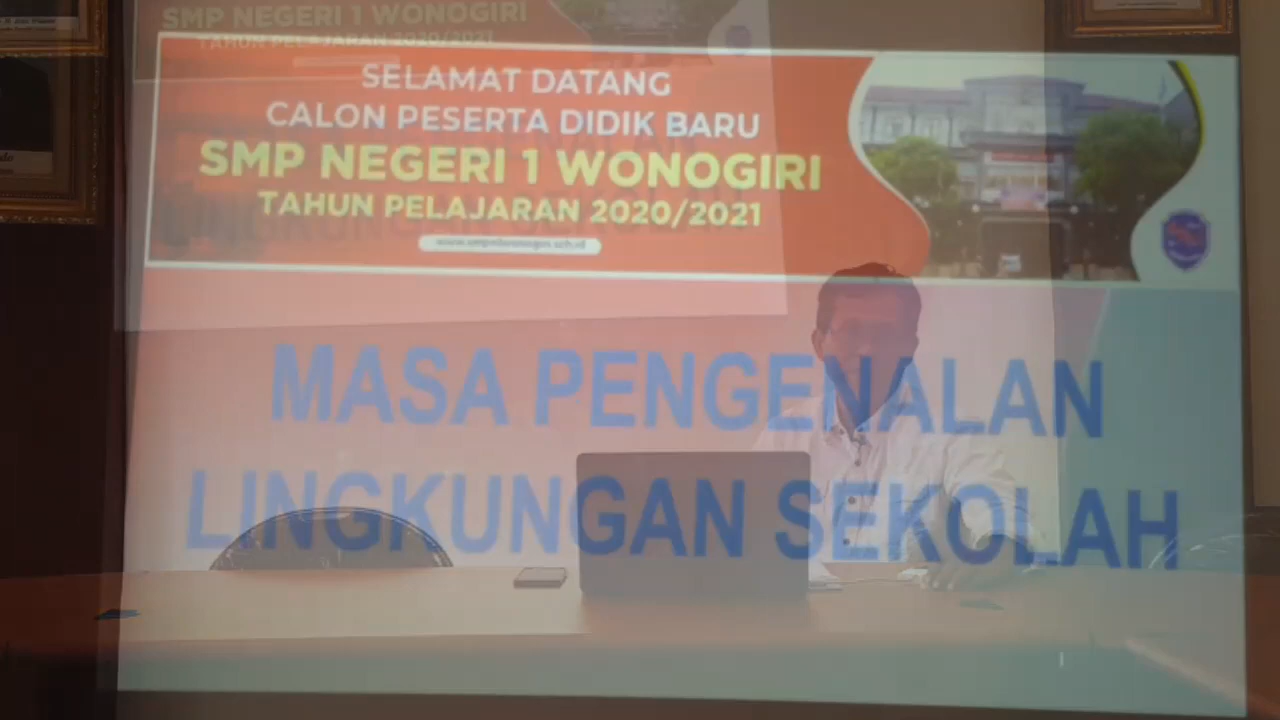 SMP NEGERI 1 WONOGIRI
TAHUN PELAJARAN 2020/2021
SELAMAT DATANG
CALON PESERTA DIDIK BARU
SMP NEGERI 1 WONOGIRI
TAHUN PELAJARAN 2020/2021
MASA PENGENALAN
LINGKUNGAN SEKOLAH